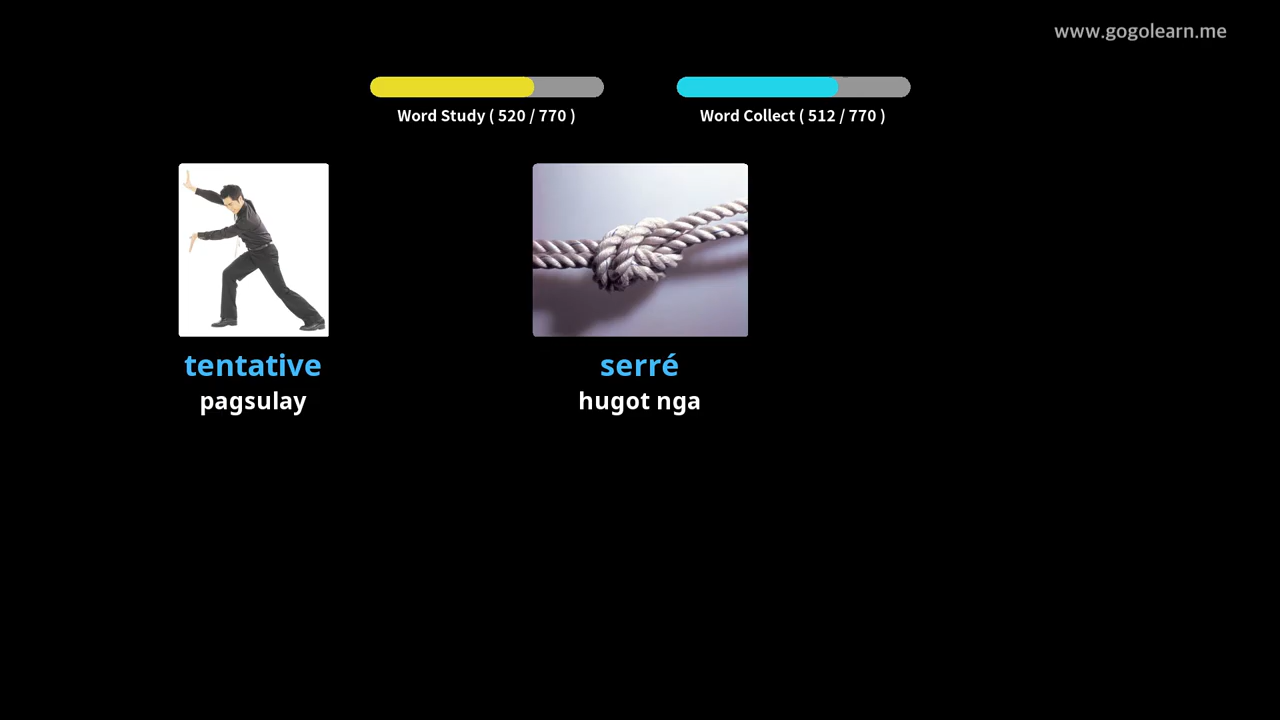 www.gogolearn.me
Word Study ( 520 / 770 )
Word Collect ( 512 / 770 )
tentative
pagsulay
serré
hugot nga